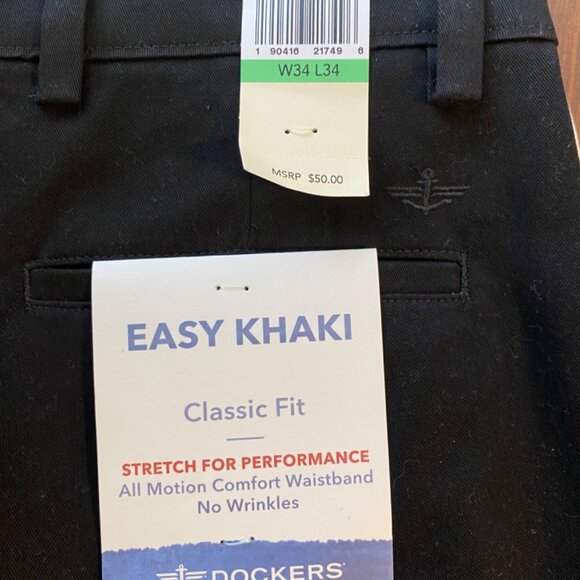 1 90416 21749 6
W34 L34
MSRP $50.00
EASY KHAKI
Classic Fit
STRETCH FOR PERFORMANCE
All Motion Comfort Waistband
No Wrinkles
DOCKERS